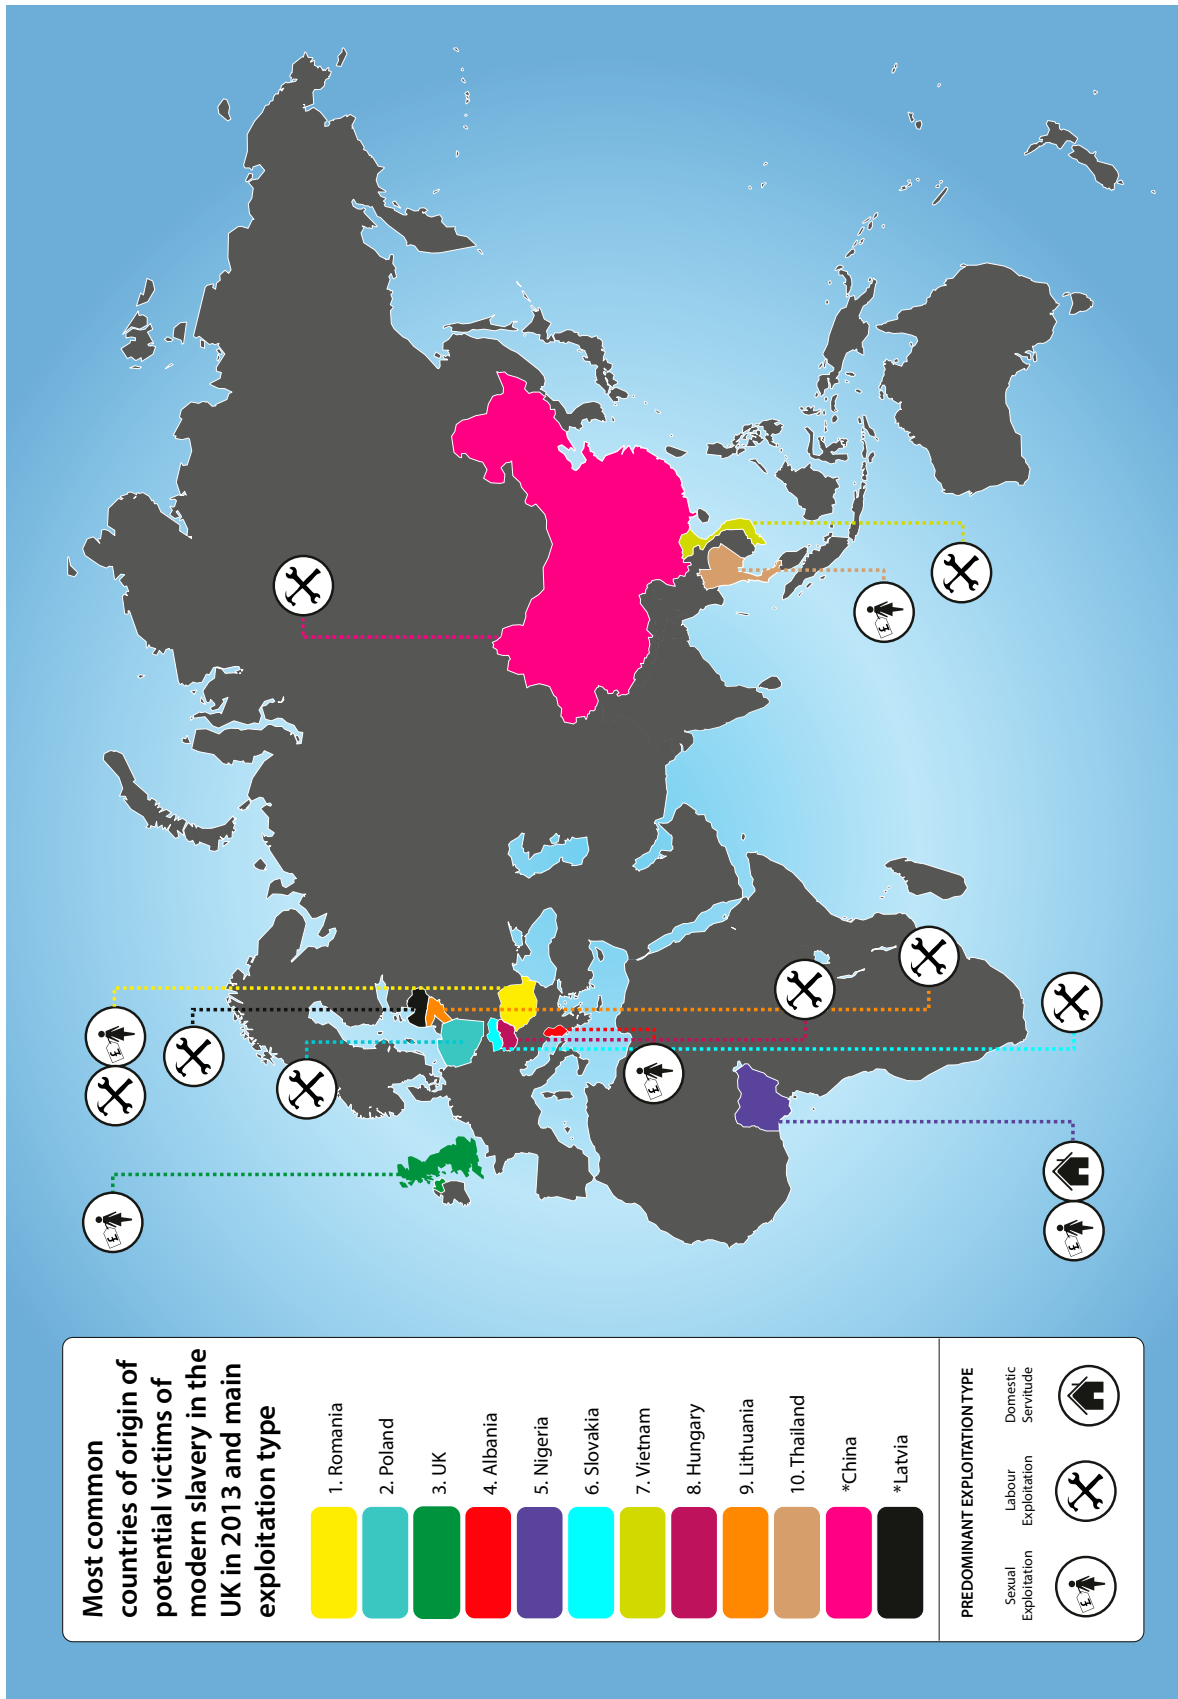 Most common
countries of origin of
potential victims of
modern slavery in the
UK in 2013 and main
exploitation type
1. Romania
2. Poland
3. UK
4. Albania
5. Nigeria
6. Slovakia
7. Vietnam
8. Hungary
9. Lithuania
10. Thailand
*China
*Latvia
PREDOMINANT EXPLOITATION TYPE
Sexual
Exploitation
Labour
Exploitation
Domestic
Servitude
£
£
£
£
£
£